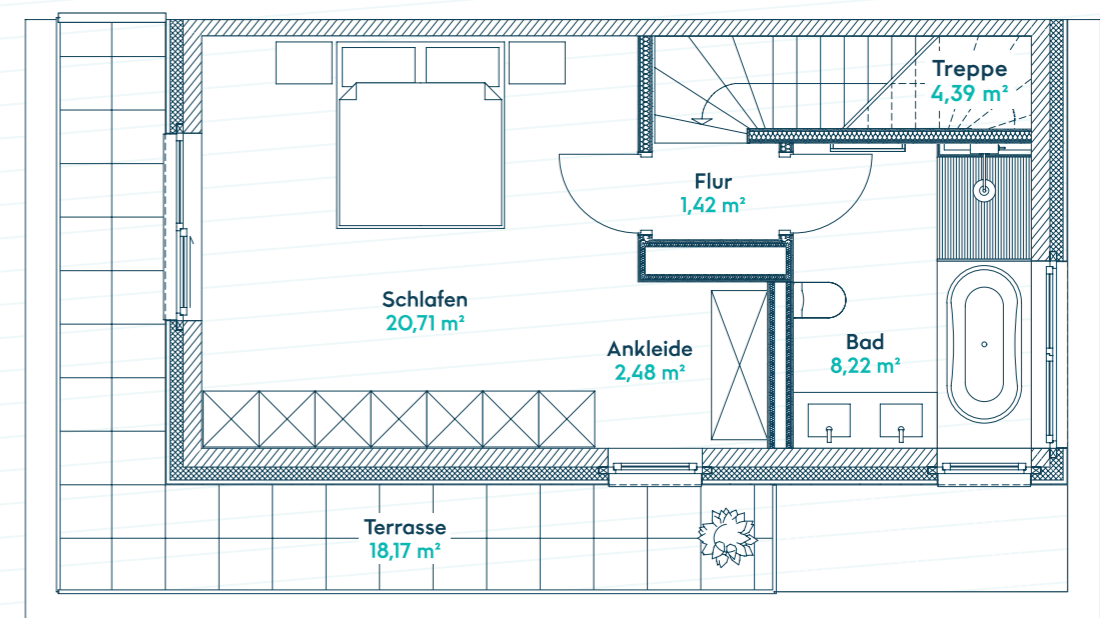 Treppe
4,39 m²
Flur
1,42 m²
Schlafen
20,71 m²
Ankleide
2,48 m²
Bad
8,22 m²
Terrasse
18,17 m²